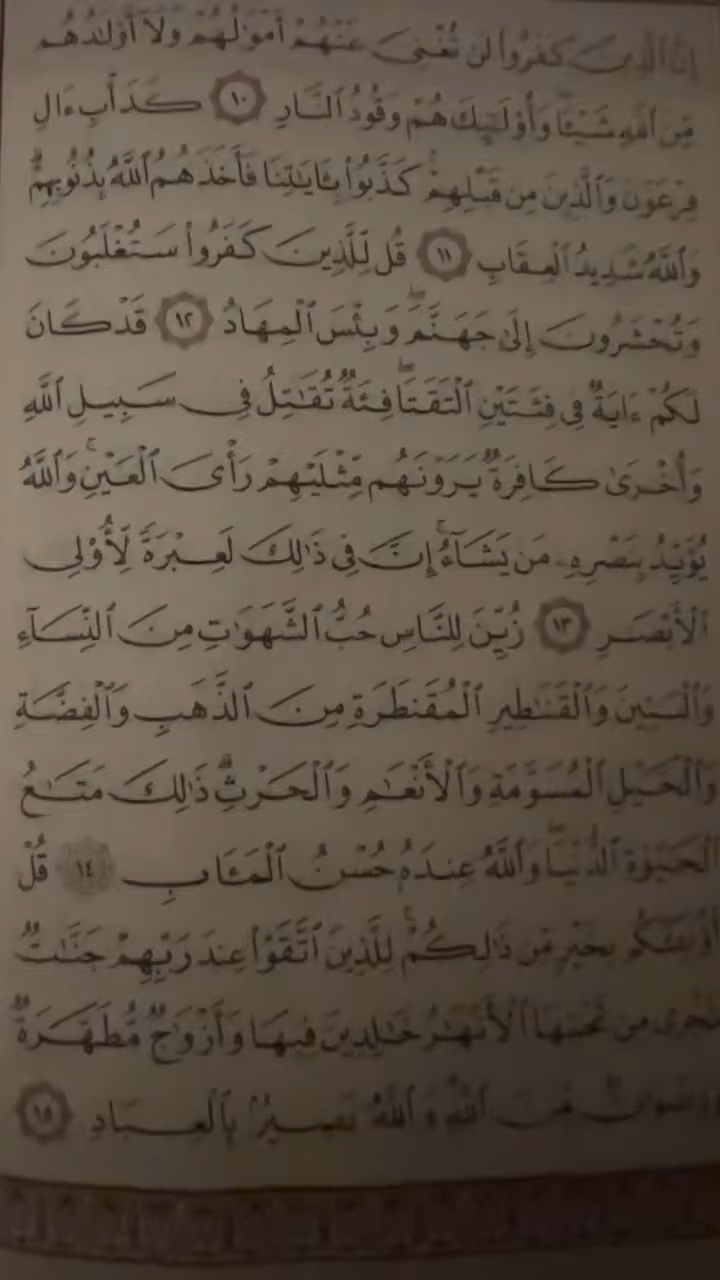 إِنَّ ٱلَّذِينَ كَفَرُوا۟ لَن تُغْنِىَ عَنْهُمْ أَمْوَٰلُهُمْ وَلَآ أَوْلَٰدُهُم
مِّنَ ٱللَّهِ شَيْـًٔا ۖ وَأُو۟لَٰٓئِكَ هُمْ وَقُودُ ٱلنَّارِ ١٠ كَدَأْبِ ءَالِ
فِرْعَوْنَ وَٱلَّذِينَ مِن قَبْلِهِمْ ۚ كَذَّبُوا۟ بِـَٔايَٰتِنَا فَأَخَذَهُمُ ٱللَّهُ بِذُنُوبِهِمْ ۗ
وَٱللَّهُ شَدِيدُ ٱلْعِقَابِ ١١ قُل لِّلَّذِينَ كَفَرُوا۟ سَتُغْلَبُونَ
وَتُحْشَرُونَ إِلَىٰ جَهَنَّمَ ۚ وَبِئْسَ ٱلْمِهَادُ ١٢ قَدْ كَانَ
لَكُمْ ءَايَةٌ فِى فِئَتَيْنِ ٱلْتَقَتَا ۖ فِئَةٌ تُقَٰتِلُ فِى سَبِيلِ ٱللَّهِ
وَأُخْرَىٰ كَافِرَةٌ يَرَوْنَهُم مِّثْلَيْهِمْ رَأْىَ ٱلْعَيْنِ ۚ وَٱللَّهُ
يُؤَيِّدُ بِنَصْرِهِۦ مَن يَشَآءُ ۗ إِنَّ فِى ذَٰلِكَ لَعِبْرَةً لِّأُو۟لِى
ٱلْأَبْصَٰرِ ١٣ زُيِّنَ لِلنَّاسِ حُبُّ ٱلشَّهَوَٰتِ مِنَ ٱلنِّسَآءِ
وَٱلْبَنِينَ وَٱلْقَنَٰطِيرِ ٱلْمُقَنطَرَةِ مِنَ ٱلذَّهَبِ وَٱلْفِضَّةِ
وَٱلْخَيْلِ ٱلْمُسَوَّمَةِ وَٱلْأَنْعَٰمِ وَٱلْحَرْثِ ۗ ذَٰلِكَ مَتَٰعُ
ٱلْحَيَوٰةِ ٱلدُّنْيَا ۖ وَٱللَّهُ عِندَهُۥ حُسْنُ ٱلْمَـَٔابِ ١٤ قُلْ
أَؤُنَبِّئُكُم بِخَيْرٍ مِّن ذَٰلِكُمْ ۚ لِلَّذِينَ ٱتَّقَوْا۟ عِندَ رَبِّهِمْ جَنَّٰتٌ
تَجْرِى مِن تَحْتِهَا ٱلْأَنْهَٰرُ خَٰلِدِينَ فِيهَا وَأَزْوَٰجٌ مُّطَهَّرَةٌ
وَرِضْوَٰنٌ مِّنَ ٱللَّهِ ۗ وَٱللَّهُ بَصِيرٌۢ بِٱلْعِبَادِ ١٥